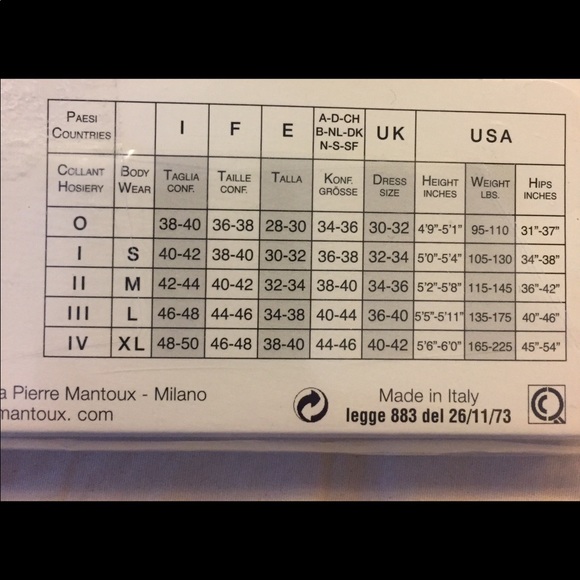 PAESI COUNTRIES I F E A-D-CH B-NL-DK N-S-SF UK USA
COLLANT HOSIERY BODY WEAR TAGLIA CONF. TAILLE CONF. TALLA KONF. GRÖSSE DRESS SIZE HEIGHT INCHES WEIGHT LBS. HIPS INCHES
O 38-40 36-38 28-30 34-36 30-32 4'9"-5'1" 95-110 31"-37"
I S 40-42 38-40 30-32 36-38 32-34 5'0"-5'4" 105-130 34"-38"
II M 42-44 40-42 32-34 38-40 34-36 5'2"-5'8" 115-145 36"-42"
III L 46-48 44-46 34-38 40-44 36-40 5'5"-5'11" 135-175 40"-46"
IV XL 48-50 46-48 38-40 44-46 40-42 5'6"-6'0" 165-225 45"-54"
a Pierre Mantoux - Milano
mantoux. com
Made in Italy
legge 883 del 26/11/73